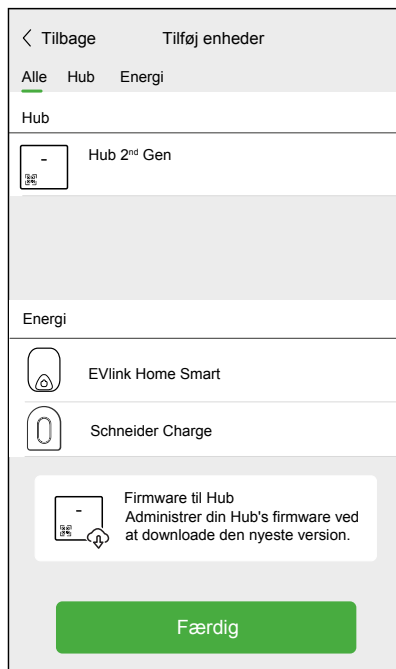 Tilbage Tilføj enheder
Alle Hub Energi
Hub
Hub 2nd Gen
Energi
EVlink Home Smart
Schneider Charge
Firmware til Hub
Administrer din Hub's firmware ved
at downloade den nyeste version.
Færdig